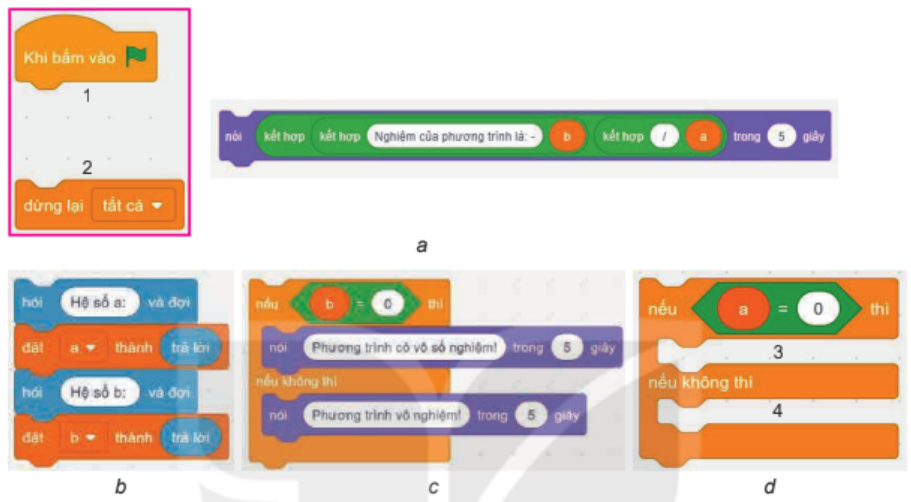 Khi bấm vào
1
2
dừng lại tất cả
nói kết hợp kết hợp Nghiệm của phương trình là: - b kết hợp / a trong 5 giây
a
hỏi Hệ số a: và đợi
đặt a thành trả lời
hỏi Hệ số b: và đợi
đặt b thành trả lời
b
nếu b = 0 thì
nói Phương trình có vô số nghiệm! trong 5 giây
nếu không thì
nói Phương trình vô nghiệm! trong 5 giây
c
nếu a = 0 thì
3
nếu không thì
4
d